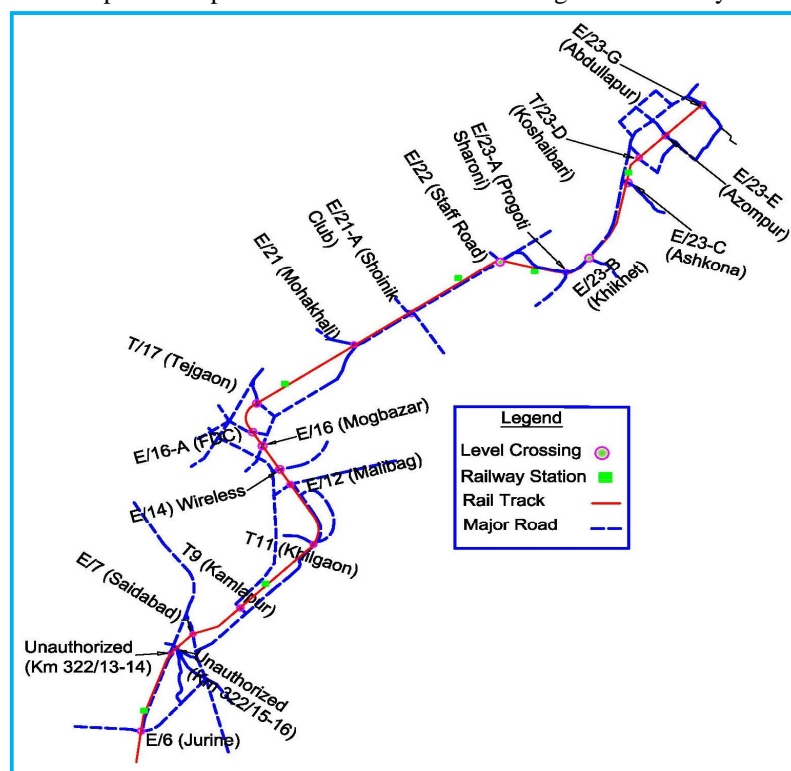 E/23-G
(Abdullapur)
T/23-D
(Koshaibari)
E/23-A (Progoti
Sharoni)
E/22 (Staff Road)
E/23-E
(Azompur)
E/23-C
(Ashkona)
E/23-B
(Khikhet)
E/21-A (Shoinik
Club)
E/21 (Mohakhali)
T/17 (Tejgaon)
E/16-A (FDC)
E/16 (Mogbazar)
E/14) Wireless
E/12 (Malibag)
T11 (Khilgaon)
T9 (Kamlapur)
E/7 (Saidabad)
Unauthorized
(Km 322/13-14)
Unauthorized
(Km 322/15-16)
E/6 (Jurine)
Legend
Level Crossing
Railway Station
Rail Track
Major Road